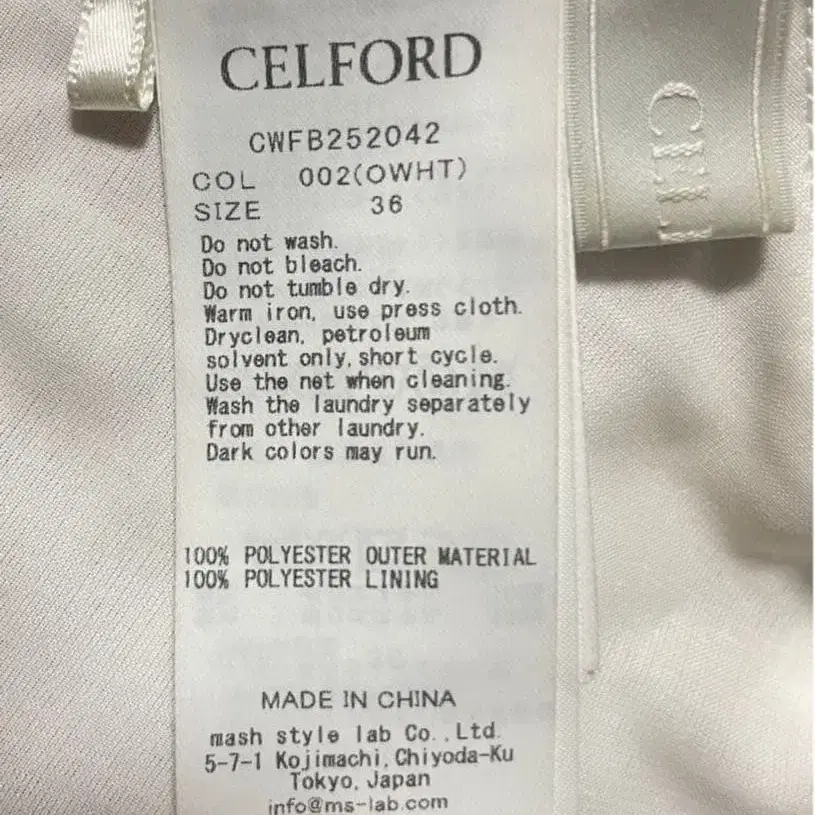 CELFORD
CWFB252042
COL 002(OWHT)
SIZE 36
Do not wash.
Do not bleach.
Do not tumble dry.
Warm iron, use press cloth.
Dryclean, petroleum
solvent only, short cycle.
Use the net when cleaning.
Wash the laundry separately
from other laundry.
Dark colors may run.
100% POLYESTER OUTER MATERIAL
100% POLYESTER LINING
MADE IN CHINA
mash style lab Co.,Ltd.
5-7-1 Kojimachi, Chiyoda-Ku
Tokyo, Japan
info@ms-lab.com